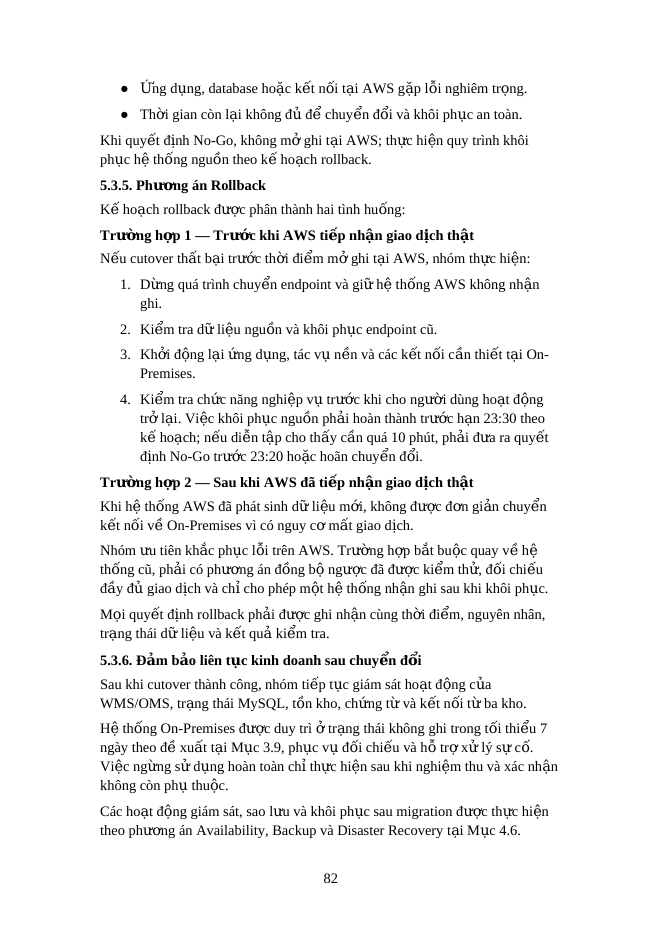 ● Ứng dụng, database hoặc kết nối tại AWS gặp lỗi nghiêm trọng.
● Thời gian còn lại không đủ để chuyển đổi và khôi phục an toàn.
Khi quyết định No-Go, không mở ghi tại AWS; thực hiện quy trình khôi
phục hệ thống nguồn theo kế hoạch rollback.
5.3.5. Phương án Rollback
Kế hoạch rollback được phân thành hai tình huống:
Trường hợp 1 — Trước khi AWS tiếp nhận giao dịch thật
Nếu cutover thất bại trước thời điểm mở ghi tại AWS, nhóm thực hiện:
1. Dừng quá trình chuyển endpoint và giữ hệ thống AWS không nhận
ghi.
2. Kiểm tra dữ liệu nguồn và khôi phục endpoint cũ.
3. Khởi động lại ứng dụng, tác vụ nền và các kết nối cần thiết tại On-
Premises.
4. Kiểm tra chức năng nghiệp vụ trước khi cho người dùng hoạt động
trở lại. Việc khôi phục nguồn phải hoàn thành trước hạn 23:30 theo
kế hoạch; nếu diễn tập cho thấy cần quá 10 phút, phải đưa ra quyết
định No-Go trước 23:20 hoặc hoãn chuyển đổi.
Trường hợp 2 — Sau khi AWS đã tiếp nhận giao dịch thật
Khi hệ thống AWS đã phát sinh dữ liệu mới, không được đơn giản chuyển
kết nối về On-Premises vì có nguy cơ mất giao dịch.
Nhóm ưu tiên khắc phục lỗi trên AWS. Trường hợp bắt buộc quay về hệ
thống cũ, phải có phương án đồng bộ ngược đã được kiểm thử, đối chiếu
đầy đủ giao dịch và chỉ cho phép một hệ thống nhận ghi sau khi khôi phục.
Mọi quyết định rollback phải được ghi nhận cùng thời điểm, nguyên nhân,
trạng thái dữ liệu và kết quả kiểm tra.
5.3.6. Đảm bảo liên tục kinh doanh sau chuyển đổi
Sau khi cutover thành công, nhóm tiếp tục giám sát hoạt động của
WMS/OMS, trạng thái MySQL, tồn kho, chứng từ và kết nối từ ba kho.
Hệ thống On-Premises được duy trì ở trạng thái không ghi trong tối thiểu 7
ngày theo đề xuất tại Mục 3.9, phục vụ đối chiếu và hỗ trợ xử lý sự cố.
Việc ngừng sử dụng hoàn toàn chỉ thực hiện sau khi nghiệm thu và xác nhận
không còn phụ thuộc.
Các hoạt động giám sát, sao lưu và khôi phục sau migration được thực hiện
theo phương án Availability, Backup và Disaster Recovery tại Mục 4.6.
82